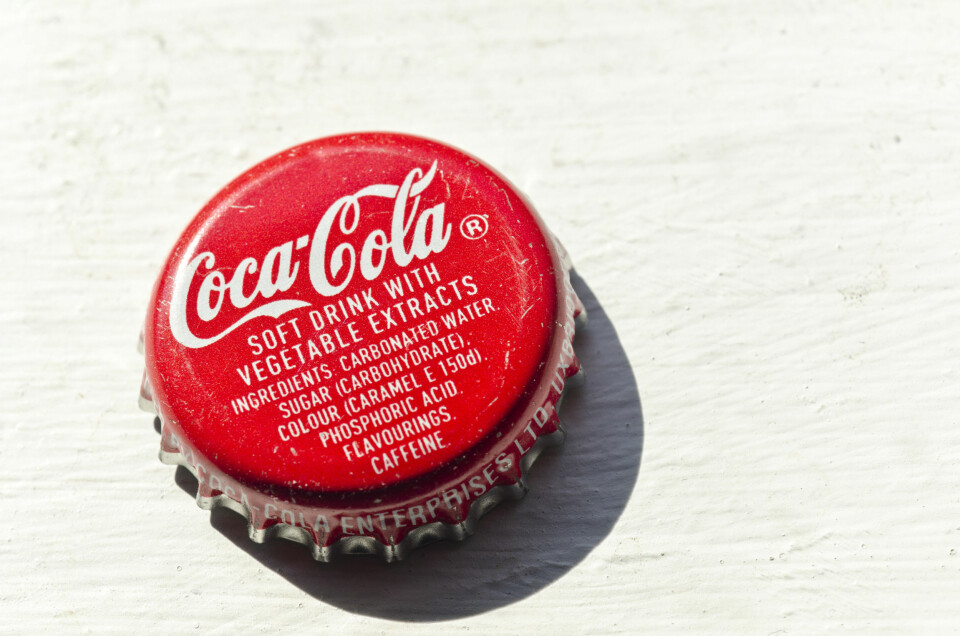 Coca-Cola ®
SOFT DRINK WITH
VEGETABLE EXTRACTS
INGREDIENTS. CARBONATED WATER,
SUGAR (CARBOHYDRATE),
COLOUR (CARAMEL E 150d),
PHOSPHORIC ACID,
FLAVOURINGS,
CAFFEINE.
COCA-COLA ENTERPRISES LTD.